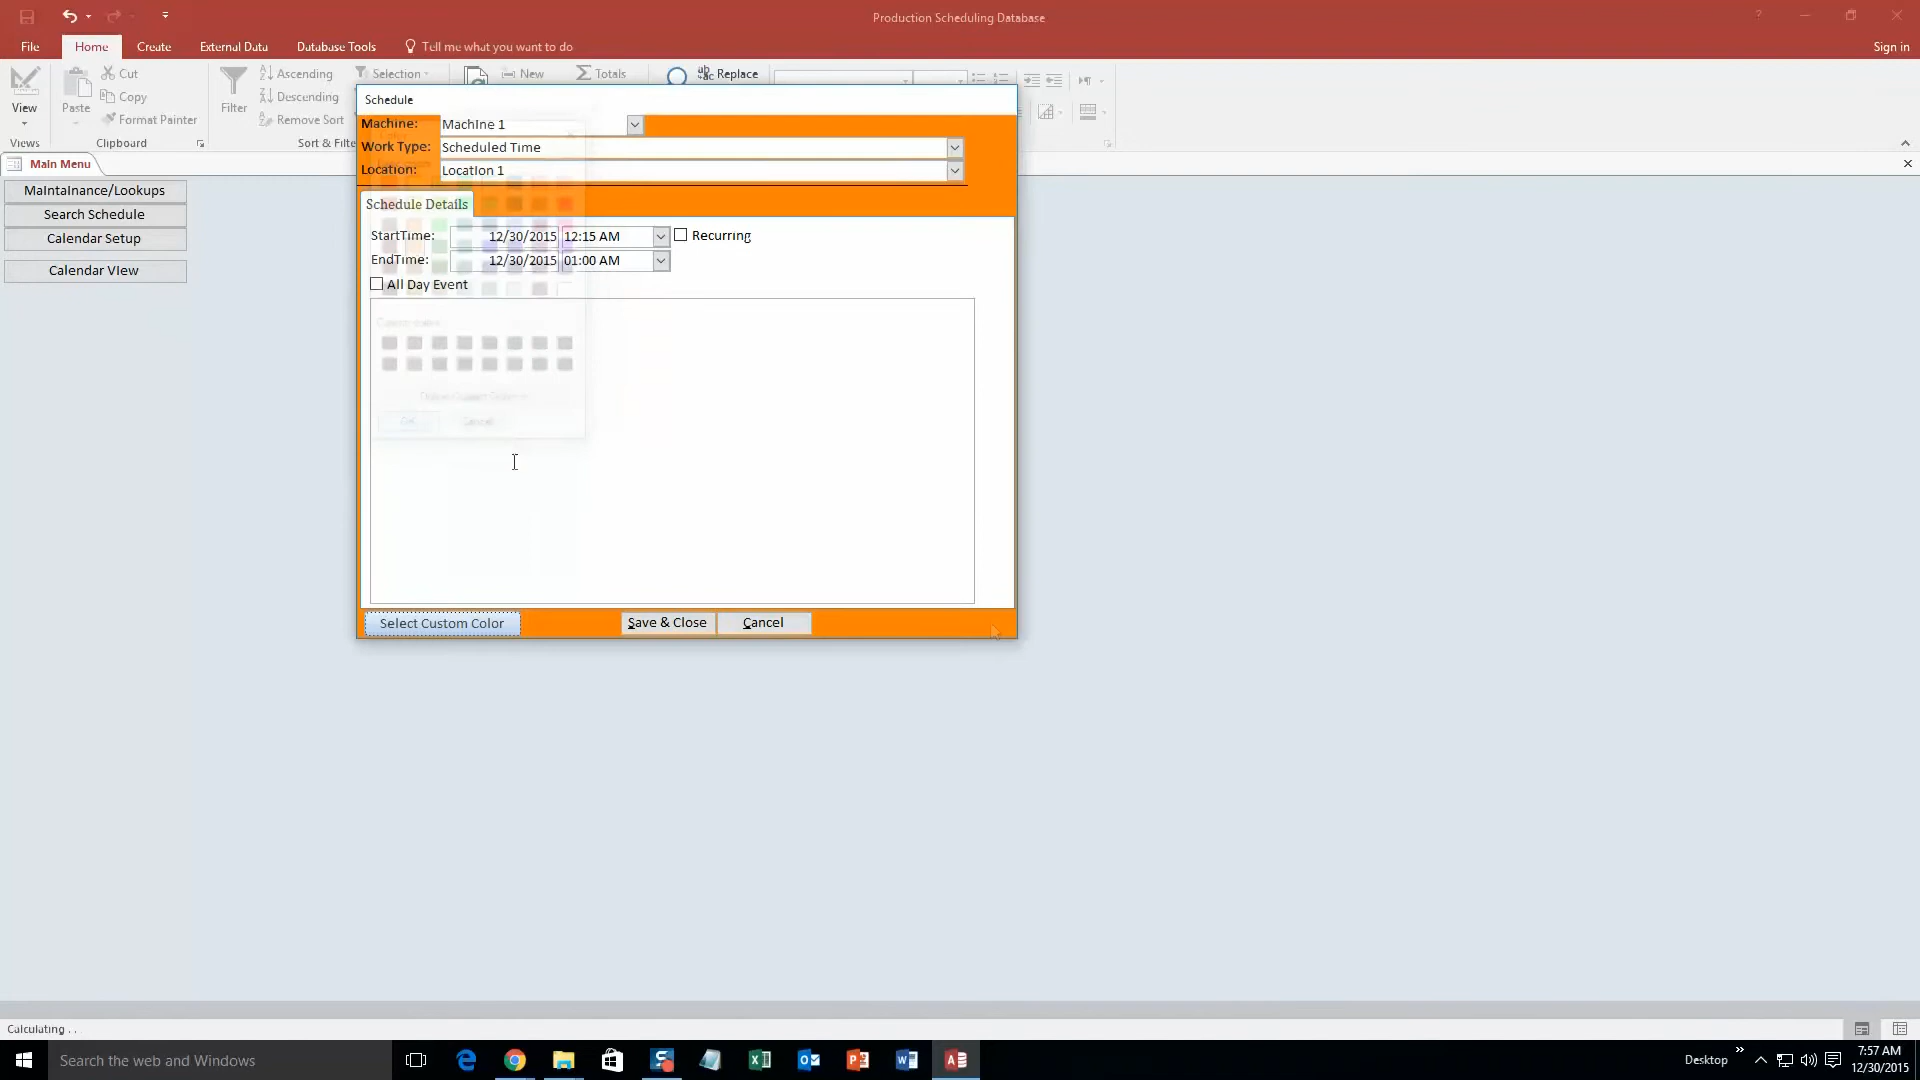 Production Scheduling Database
File Home Create External Data Database Tools Tell me what you want to do Sign in
View
Views
Paste
Cut
Copy
Format Painter
Clipboard
Filter
Ascending
Descending
Remove Sort
Selection
Sort & Filte
New
Totals
Replace
Main Menu
Maintainance/Lookups
Search Schedule
Calendar Setup
Calendar View
Schedule
Machine: Machine 1
Work Type: Scheduled Time
Location: Location 1
Schedule Details
StartTime: 12/30/2015 12:15 AM Recurring
EndTime: 12/30/2015 01:00 AM
All Day Event
OK Cancel
Select Custom Color Save & Close Cancel
Calculating . .
Search the web and Windows
Desktop
7:57 AM
12/30/2015